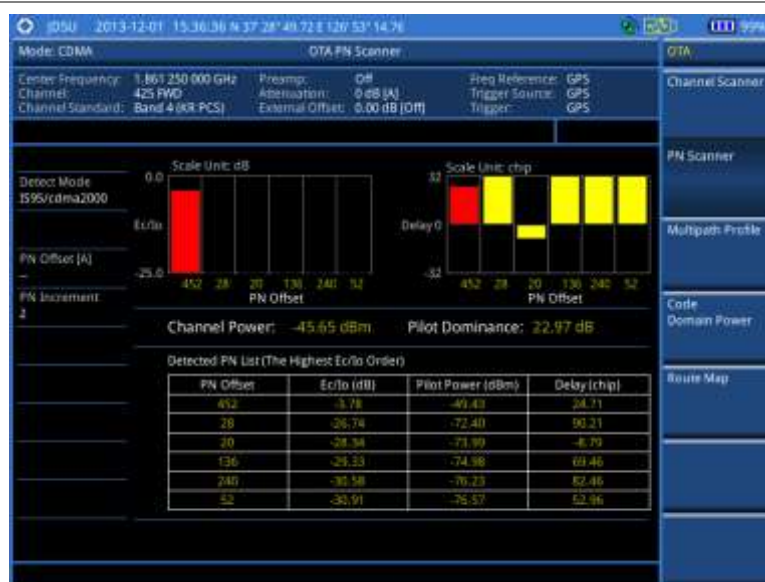 JDSU 2013-12-01 15:36:36 N 37° 28' 49.72 E 126° 53' 14.76 99%
Mode: CDMA OTA PN Scanner OTA
Center Frequency: 1.861 250 000 GHz Preamp: Off Freq Reference: GPS
Channel: 425 FWD Attenuation: 0 dB [A] Trigger Source: GPS
Channel Standard: Band 4 (KR PCS) External Offset: 0.00 dB [Off] Trigger: GPS
Channel Scanner
PN Scanner
Multipath Profile
Code
Domain Power
Route Map
Detect Mode
IS95/cdma2000
PN Offset [A]
--
PN Increment
2
Scale Unit: dB
0.0
Ec/Io
-25.0
452 28 20 136 240 52
PN Offset
Scale Unit: chip
32
Delay 0
-32
452 28 20 136 240 52
PN Offset
Channel Power: -45.65 dBm Pilot Dominance: 22.97 dB
Detected PN List (The Highest Ec/Io Order)
PN Offset Ec/Io (dB) Pilot Power (dBm) Delay (chip)
452 -3.78 -49.43 24.71
28 -26.74 -72.40 90.21
20 -28.34 -73.99 -8.79
136 -29.33 -74.98 69.46
240 -30.58 -76.23 82.46
52 -30.91 -76.57 52.96